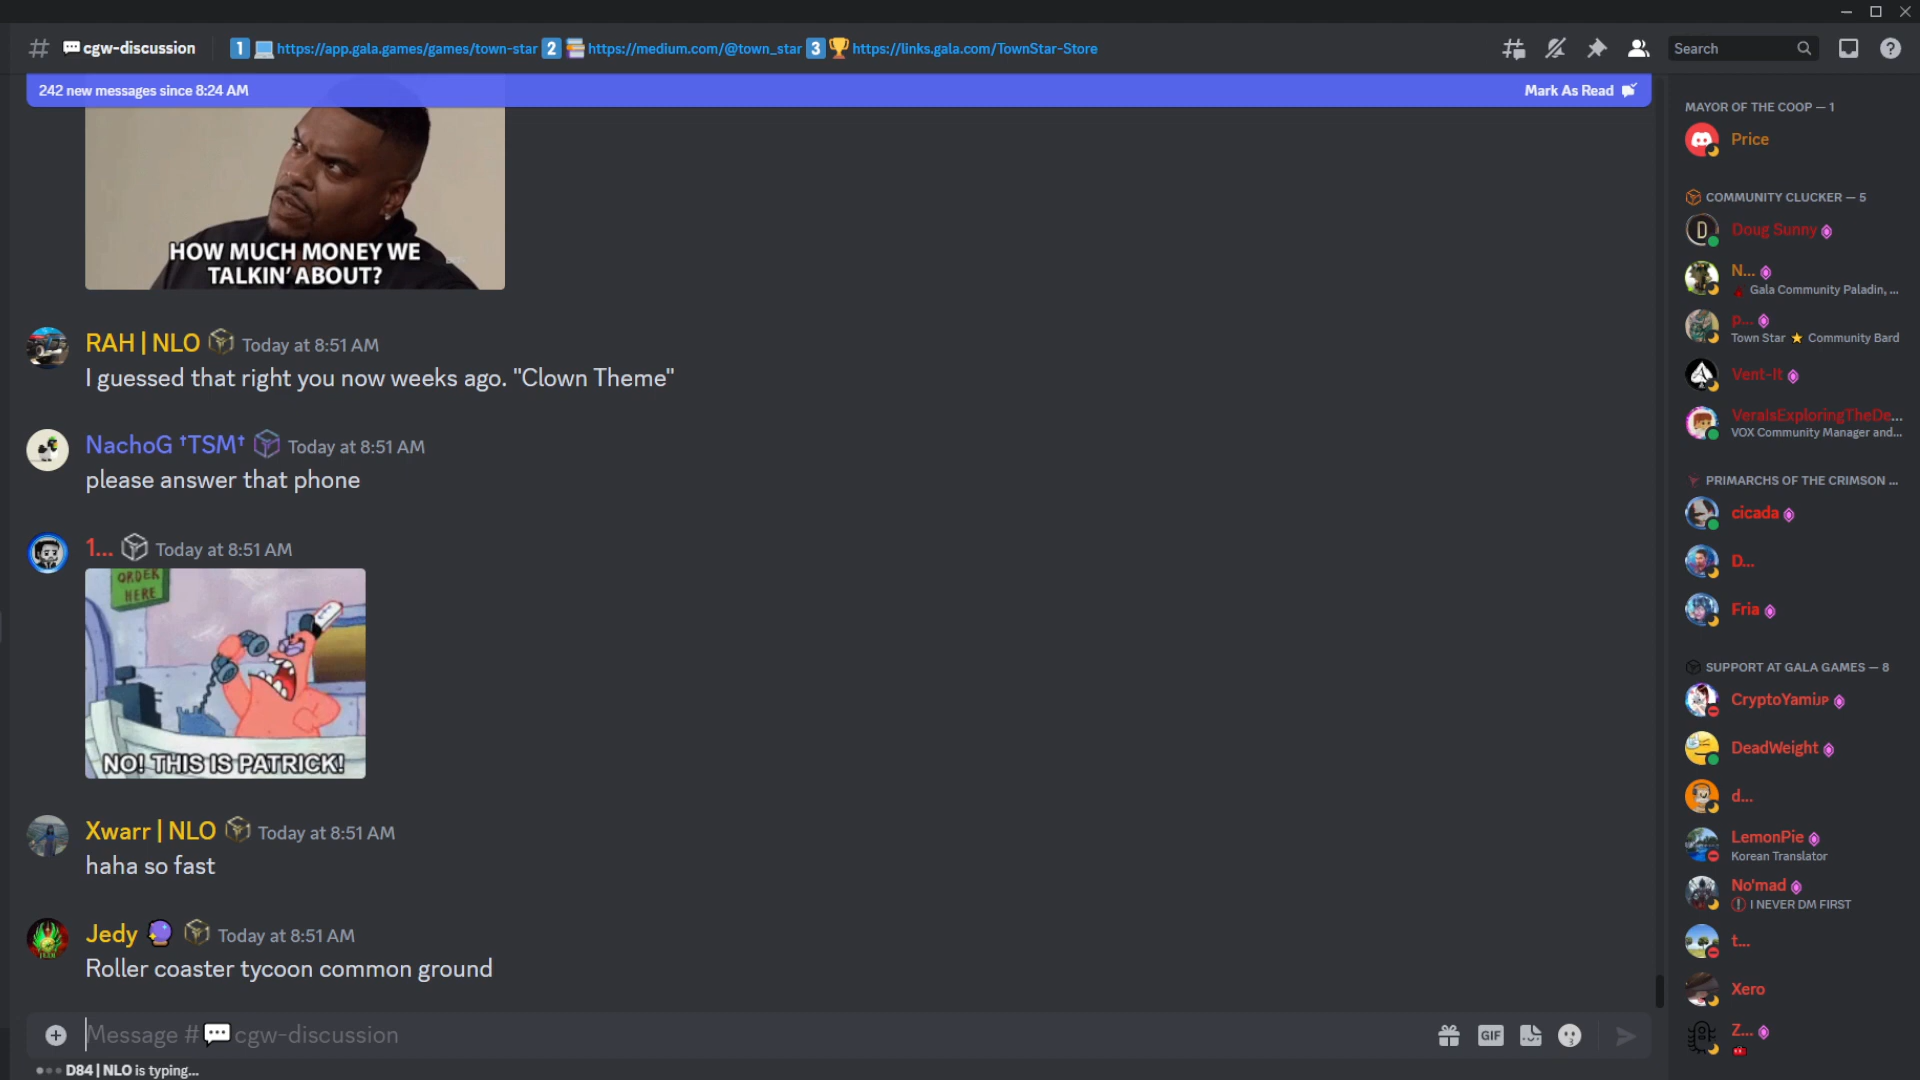 cgw-discussion
1 https://app.gala.games/games/town-star 2 https://medium.com/@town_star 3 https://links.gala.com/TownStar-Store
Search
242 new messages since 8:24 AM
Mark As Read
HOW MUCH MONEY WE
TALKIN' ABOUT?
RAH | NLO Today at 8:51 AM
I guessed that right you now weeks ago. "Clown Theme"
NachoG †TSM† Today at 8:51 AM
please answer that phone
1... Today at 8:51 AM
ORDER
HERE
NO! THIS IS PATRICK!
Xwarr | NLO Today at 8:51 AM
haha so fast
Jedy Today at 8:51 AM
Roller coaster tycoon common ground
Message # cgw-discussion
GIF
D84 | NLO is typing...
MAYOR OF THE COOP — 1
Price
COMMUNITY CLUCKER — 5
D
Doug Sunny
N...
Gala Community Paladin, ...
p...
Town Star ⭐ Community Bard
Vent-It
VeraIsExploringTheDe...
VOX Community Manager and...
PRIMARCHS OF THE CRIMSON ...
cicada
D...
Fria
SUPPORT AT GALA GAMES — 8
CryptoYamiJP
DeadWeight
d...
LemonPie
Korean Translator
No'mad
I NEVER DM FIRST
t...
Xero
Z...